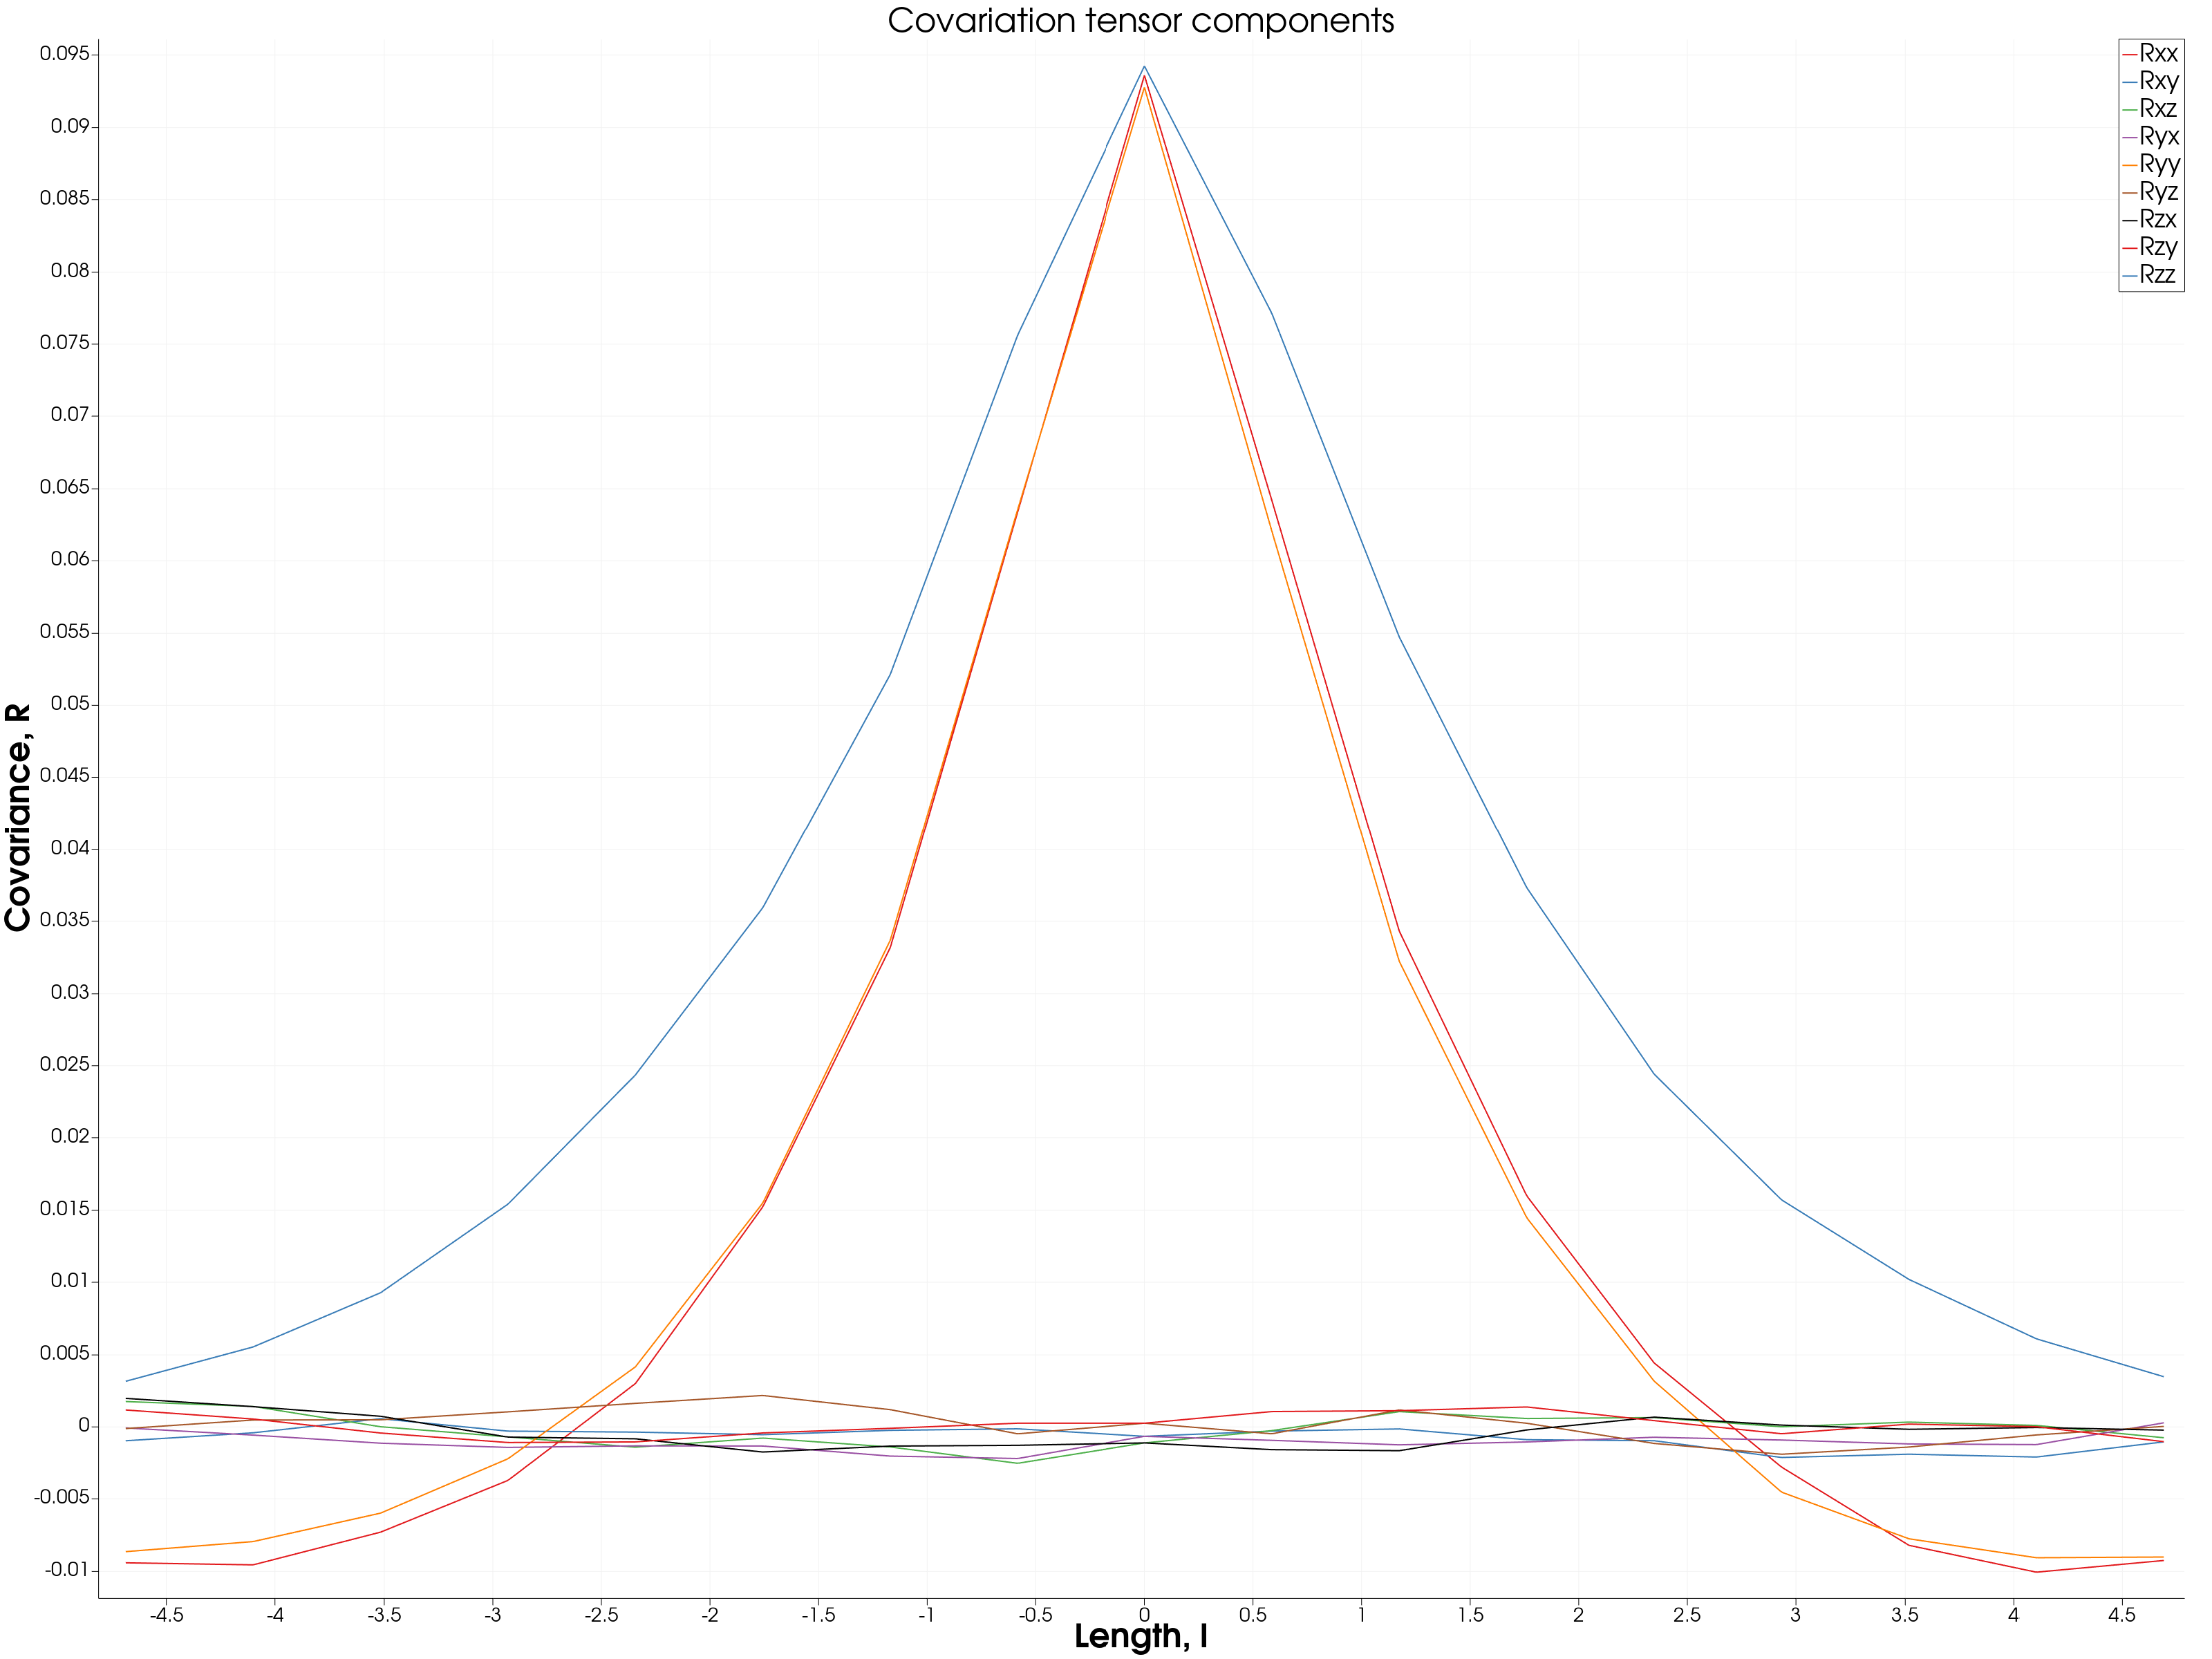 Covariation tensor components
Rxx
Rxy
Rxz
Ryx
Ryy
Ryz
Rzx
Rzy
Rzz
Covariance, R
0.095
0.09
0.085
0.08
0.075
0.07
0.065
0.06
0.055
0.05
0.045
0.04
0.035
0.03
0.025
0.02
0.015
0.01
0.005
0
-0.005
-0.01
-4.5 -4 -3.5 -3 -2.5 -2 -1.5 -1 -0.5 0 0.5 1 1.5 2 2.5 3 3.5 4 4.5
Length, l